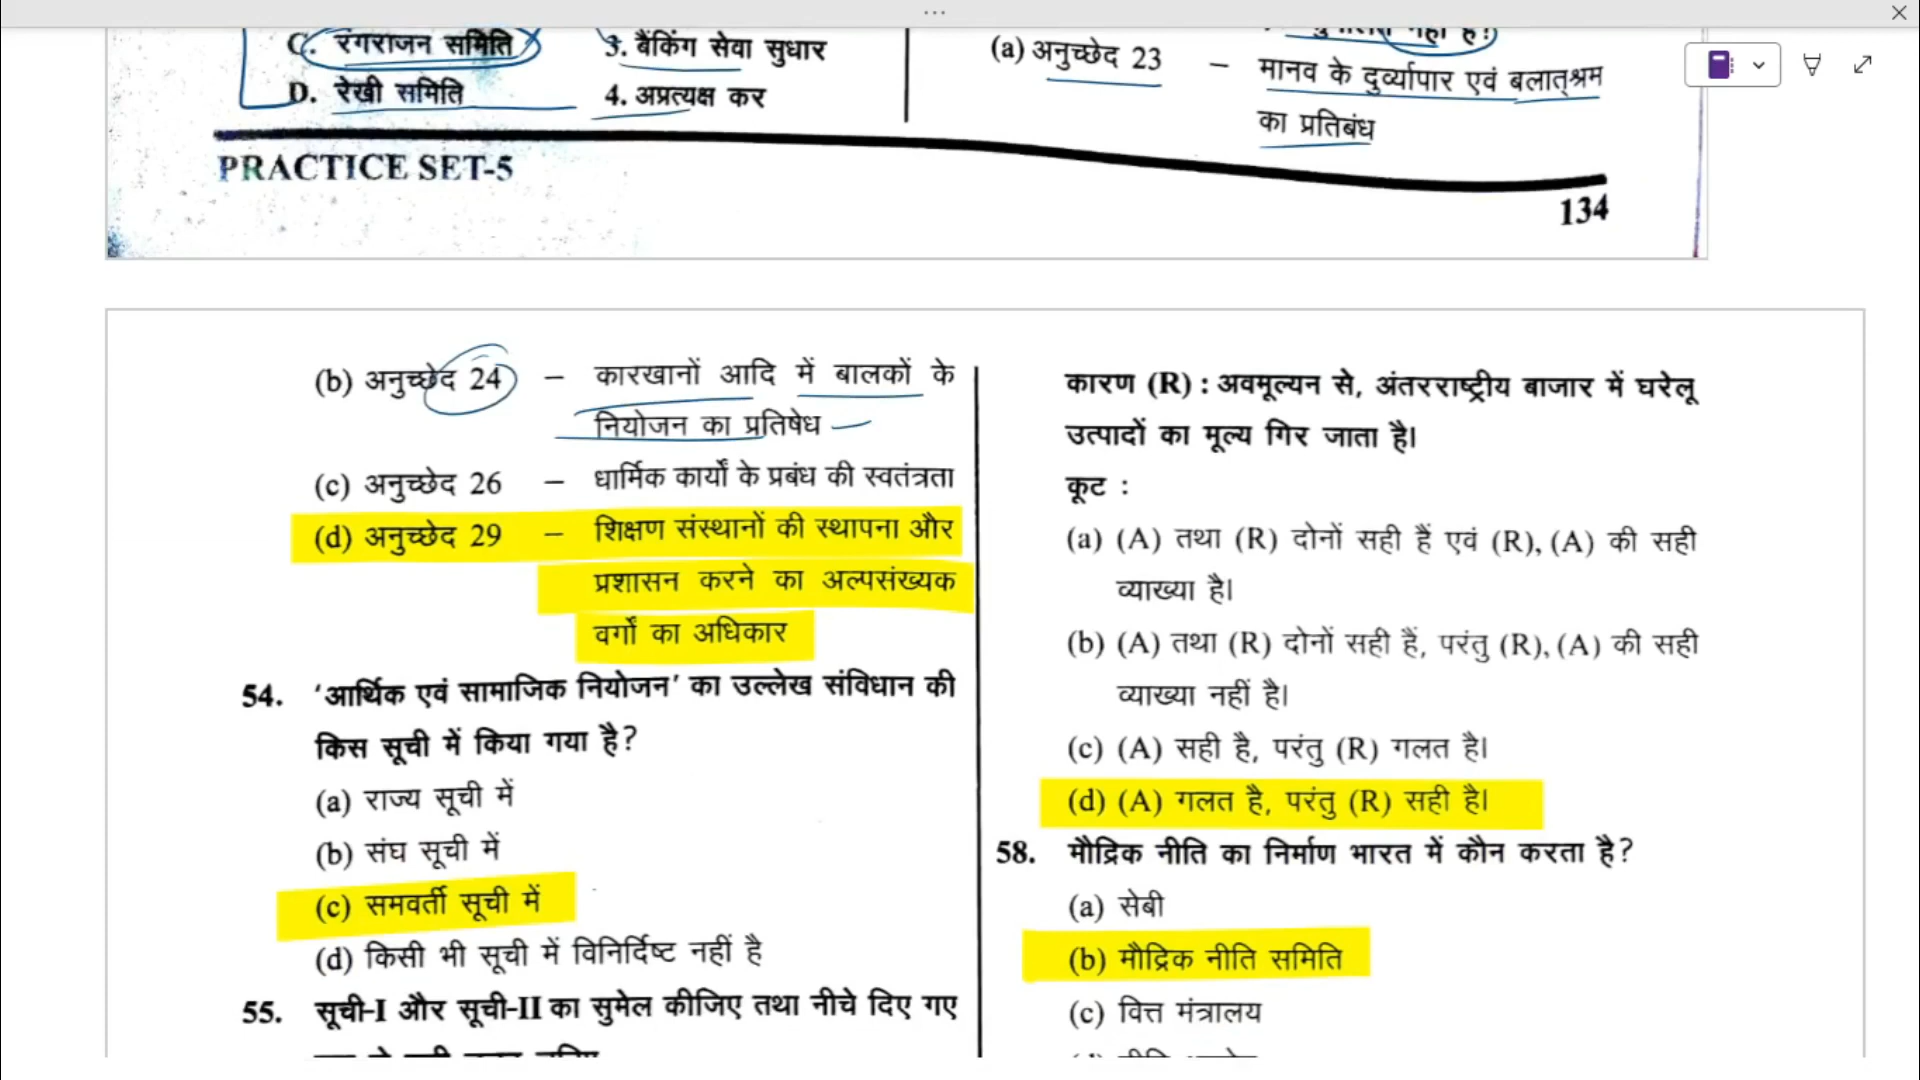 ...
C. रंगराजन समिति 3. बैंकिंग सेवा सुधार
D. रेखी समिति 4. अप्रत्यक्ष कर
नहीं है?
(a) अनुच्छेद 23 – मानव के दुर्व्यापार एवं बलात्श्रम
का प्रतिबंध
PRACTICE SET-5
134
(b) अनुच्छेद 24 – कारखानों आदि में बालकों के
नियोजन का प्रतिषेध
(c) अनुच्छेद 26 – धार्मिक कार्यों के प्रबंध की स्वतंत्रता
(d) अनुच्छेद 29 – शिक्षण संस्थानों की स्थापना और
प्रशासन करने का अल्पसंख्यक
वर्गों का अधिकार
54. ‘आर्थिक एवं सामाजिक नियोजन’ का उल्लेख संविधान की
किस सूची में किया गया है?
(a) राज्य सूची में
(b) संघ सूची में
(c) समवर्ती सूची में
(d) किसी भी सूची में विनिर्दिष्ट नहीं है
55. सूची-I और सूची-II का सुमेल कीजिए तथा नीचे दिए गए
कारण (R) : अवमूल्यन से, अंतरराष्ट्रीय बाजार में घरेलू
उत्पादों का मूल्य गिर जाता है।
कूट :
(a) (A) तथा (R) दोनों सही हैं एवं (R), (A) की सही
व्याख्या है।
(b) (A) तथा (R) दोनों सही हैं, परंतु (R), (A) की सही
व्याख्या नहीं है।
(c) (A) सही है, परंतु (R) गलत है।
(d) (A) गलत है, परंतु (R) सही है।
58. मौद्रिक नीति का निर्माण भारत में कौन करता है?
(a) सेबी
(b) मौद्रिक नीति समिति
(c) वित्त मंत्रालय